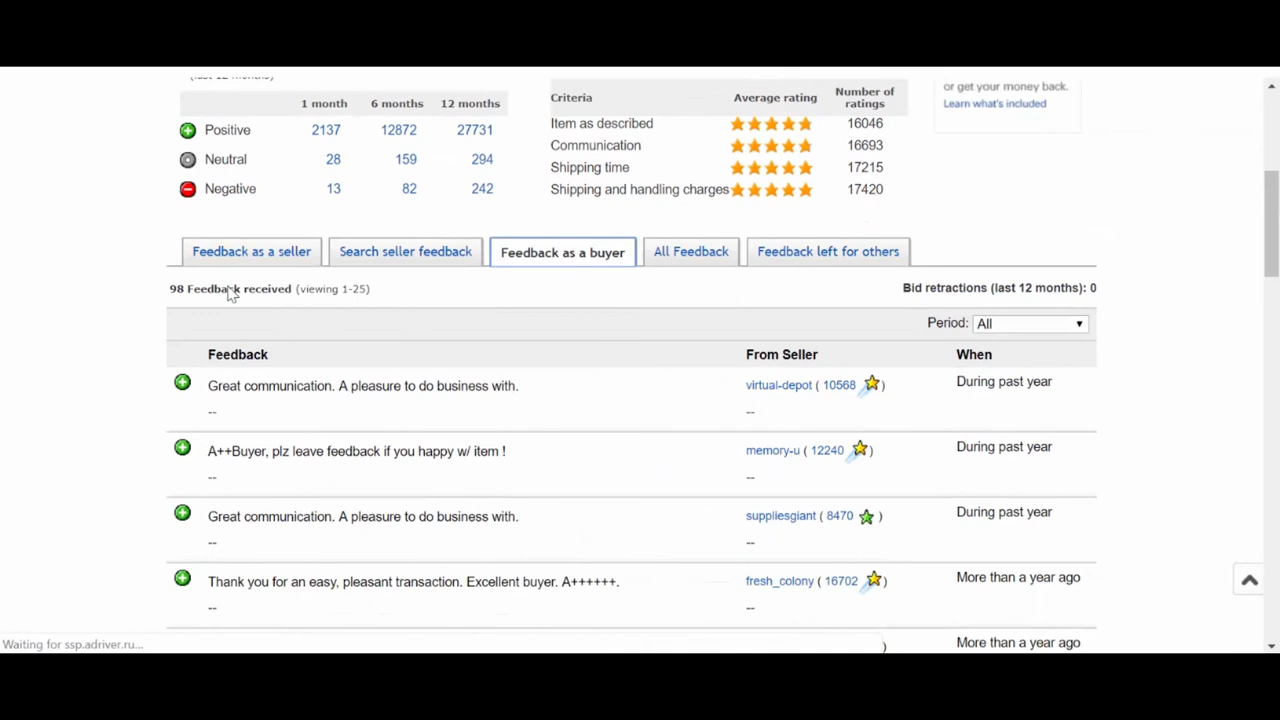 (last 12 months)
or get your money back.
Learn what's included
1 month 6 months 12 months
Positive 2137 12872 27731
Neutral 28 159 294
Negative 13 82 242
Criteria Average rating Number of ratings
Item as described 16046
Communication 16693
Shipping time 17215
Shipping and handling charges 17420
Feedback as a seller Search seller feedback Feedback as a buyer All Feedback Feedback left for others
98 Feedback received (viewing 1-25) Bid retractions (last 12 months): 0
Period: All
Feedback From Seller When
Great communication. A pleasure to do business with. virtual-depot ( 10568 ) During past year
-- --
A++Buyer, plz leave feedback if you happy w/ item ! memory-u ( 12240 ) During past year
-- --
Great communication. A pleasure to do business with. suppliesgiant ( 8470 ) During past year
-- --
Thank you for an easy, pleasant transaction. Excellent buyer. A++++++. fresh_colony ( 16702 ) More than a year ago
-- --
) More than a year ago
Waiting for ssp.adriver.ru...